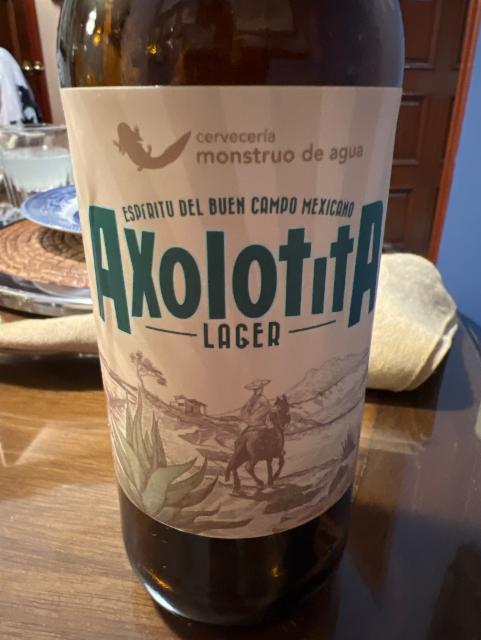 cervecería
monstruo de agua
ESPÍRITU DEL BUEN CAMPO MEXICANO
AXolotitA
LAGER